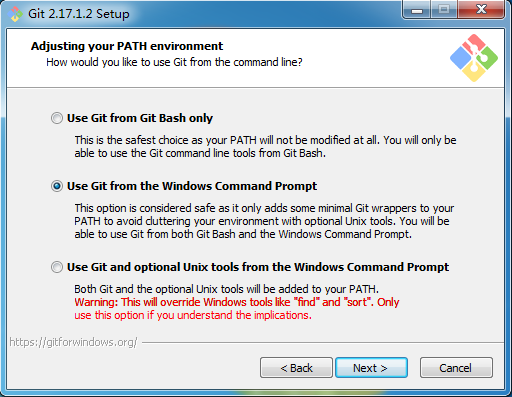 Git 2.17.1.2 Setup
Adjusting your PATH environment
How would you like to use Git from the command line?
Use Git from Git Bash only
This is the safest choice as your PATH will not be modified at all. You will only be
able to use the Git command line tools from Git Bash.
Use Git from the Windows Command Prompt
This option is considered safe as it only adds some minimal Git wrappers to your
PATH to avoid cluttering your environment with optional Unix tools. You will be
able to use Git from both Git Bash and the Windows Command Prompt.
Use Git and optional Unix tools from the Windows Command Prompt
Both Git and the optional Unix tools will be added to your PATH.
Warning: This will override Windows tools like "find" and "sort". Only
use this option if you understand the implications.
https://gitforwindows.org/
< Back Next > Cancel